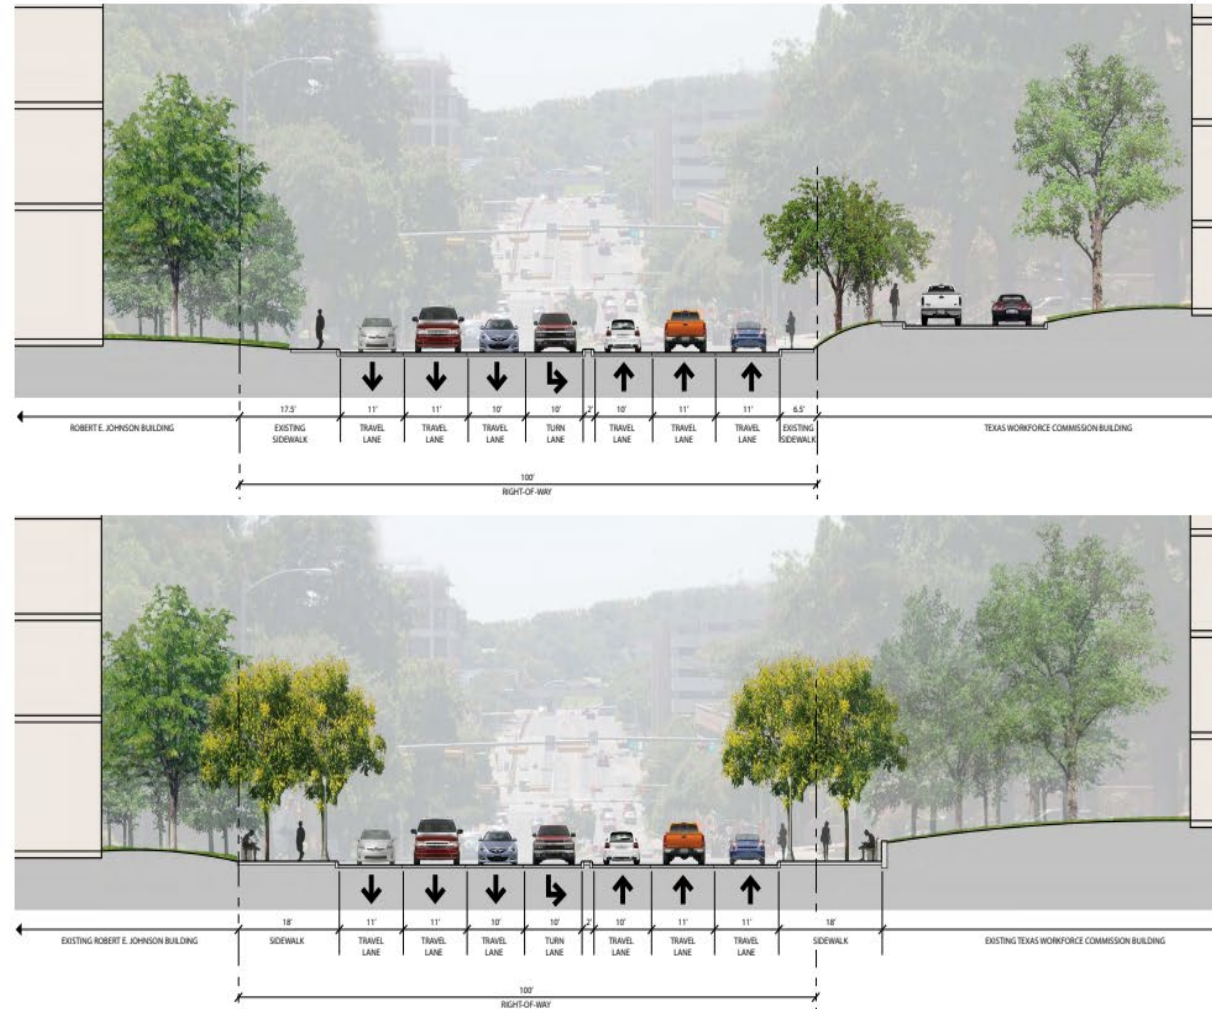 17.5' 11' 11' 10' 10' 2' 10' 11' 11' 6.5'
ROBERT E. JOHNSON BUILDING EXISTING TRAVEL TRAVEL TRAVEL TURN TRAVEL TRAVEL TRAVEL EXISTING TEXAS WORKFORCE COMMISSION BUILDING
SIDEWALK LANE LANE LANE LANE LANE LANE LANE SIDEWALK
100'
RIGHT-OF-WAY
18' 11' 11' 10' 10' 2' 10' 11' 11' 18'
EXISTING ROBERT E. JOHNSON BUILDING SIDEWALK TRAVEL TRAVEL TRAVEL TURN TRAVEL TRAVEL TRAVEL SIDEWALK EXISTING TEXAS WORKFORCE COMMISSION BUILDING
LANE LANE LANE LANE LANE LANE LANE
100'
RIGHT-OF-WAY